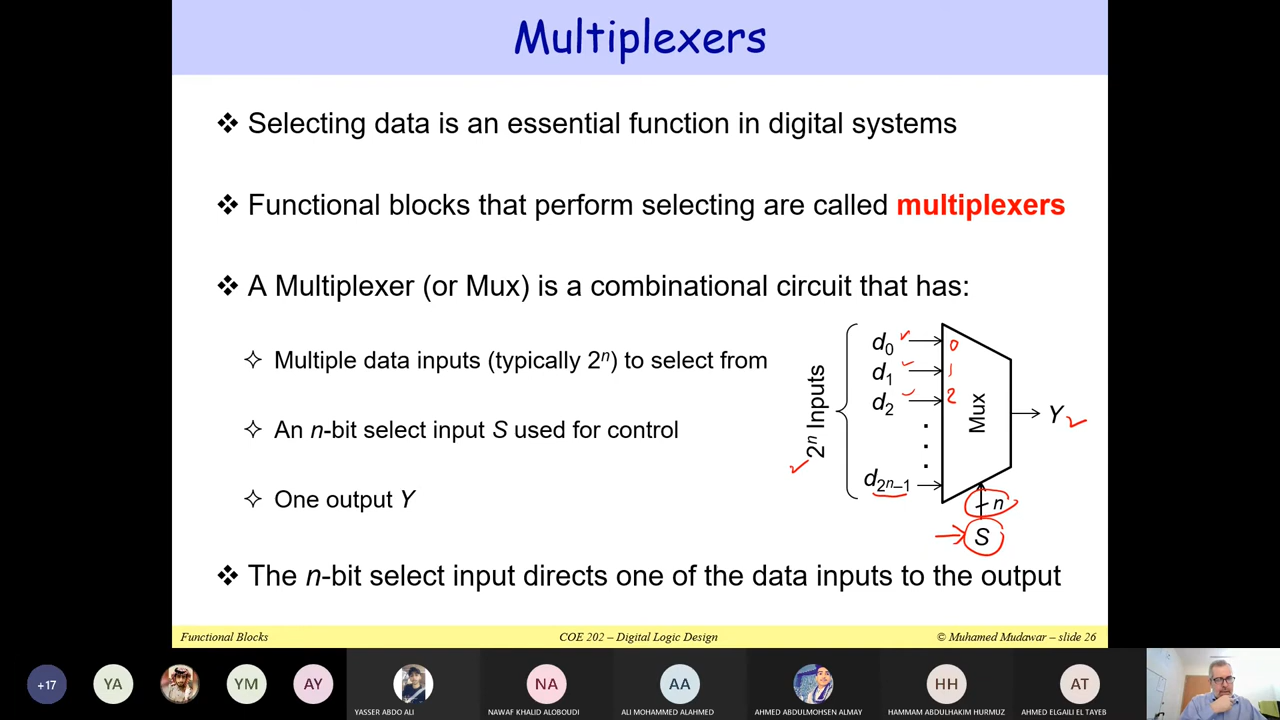 Multiplexers
❖ Selecting data is an essential function in digital systems
❖ Functional blocks that perform selecting are called multiplexers
❖ A Multiplexer (or Mux) is a combinational circuit that has:
✧ Multiple data inputs (typically 2ⁿ) to select from
✧ An n-bit select input S used for control
✧ One output Y
2ⁿ Inputs
d₀ 0
d₁ 1
d₂ 2
d₂ⁿ₋₁
Mux
Y
n
S
❖ The n-bit select input directs one of the data inputs to the output
Functional Blocks COE 202 – Digital Logic Design © Muhamed Mudawar – slide 26
+17 YA YM AY NA AA HH AT
YASSER ABDO ALI NAWAF KHALID ALOBOUDI ALI MOHAMMED ALAHMED AHMED ABDULMOHSEN ALMAY HAMMAM ABDULHAKIM HURMUZ AHMED ELGAILI EL TAYEB